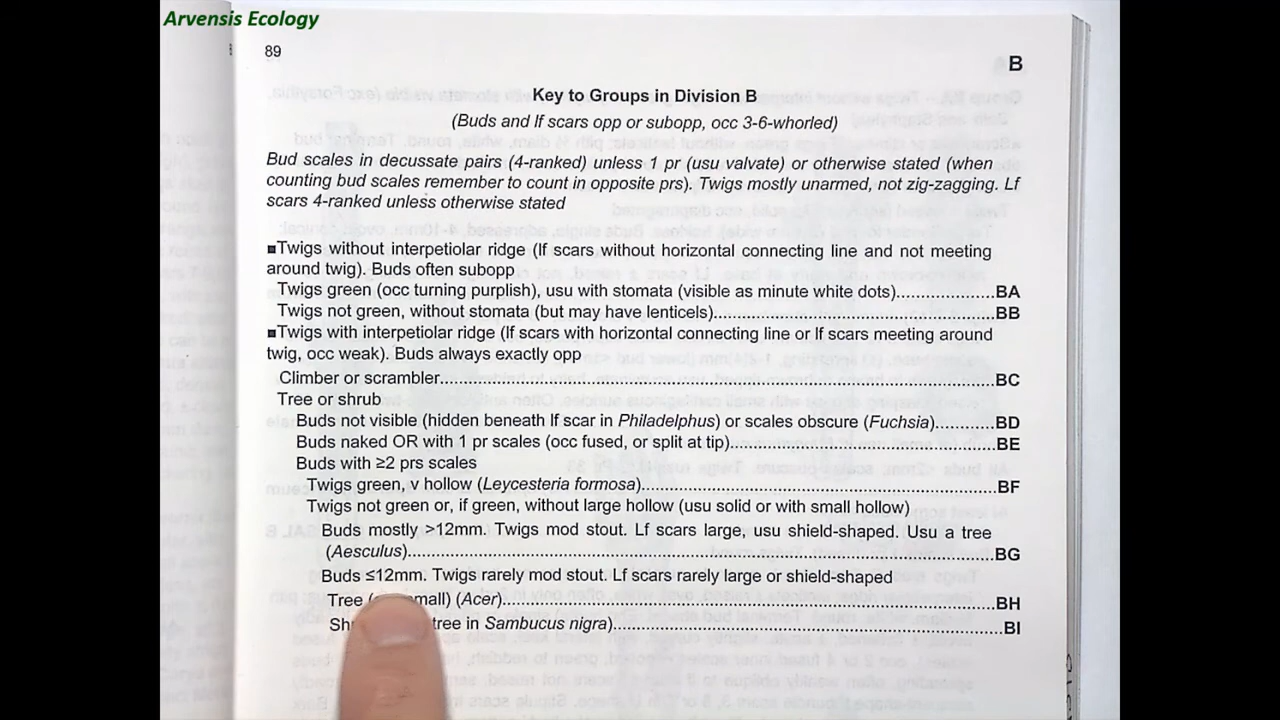 Arvensis Ecology
89
B
Key to Groups in Division B
(Buds and lf scars opp or subopp, occ 3-6-whorled)
Bud scales in decussate pairs (4-ranked) unless 1 pr (usu valvate) or otherwise stated (when
counting bud scales remember to count in opposite prs). Twigs mostly unarmed, not zig-zagging. Lf
scars 4-ranked unless otherwise stated
■Twigs without interpetiolar ridge (lf scars without horizontal connecting line and not meeting
around twig). Buds often subopp
Twigs green (occ turning purplish), usu with stomata (visible as minute white dots)...................BA
Twigs not green, without stomata (but may have lenticels)......................................................BB
■Twigs with interpetiolar ridge (lf scars with horizontal connecting line or lf scars meeting around
twig, occ weak). Buds always exactly opp
Climber or scrambler..........................................................................................................BC
Tree or shrub
Buds not visible (hidden beneath lf scar in Philadelphus) or scales obscure (Fuchsia)...........BD
Buds naked OR with 1 pr scales (occ fused, or split at tip)..................................................BE
Buds with ≥2 prs scales
Twigs green, v hollow (Leycesteria formosa)....................................................................BF
Twigs not green or, if green, without large hollow (usu solid or with small hollow)
Buds mostly >12mm. Twigs mod stout. Lf scars large, usu shield-shaped. Usu a tree
(Aesculus).....................................................................................................................BG
Buds ≤12mm. Twigs rarely mod stout. Lf scars rarely large or shield-shaped
Tree (Acer)...........................................................................................................BH
tree in Sambucus nigra)........................................................................BI